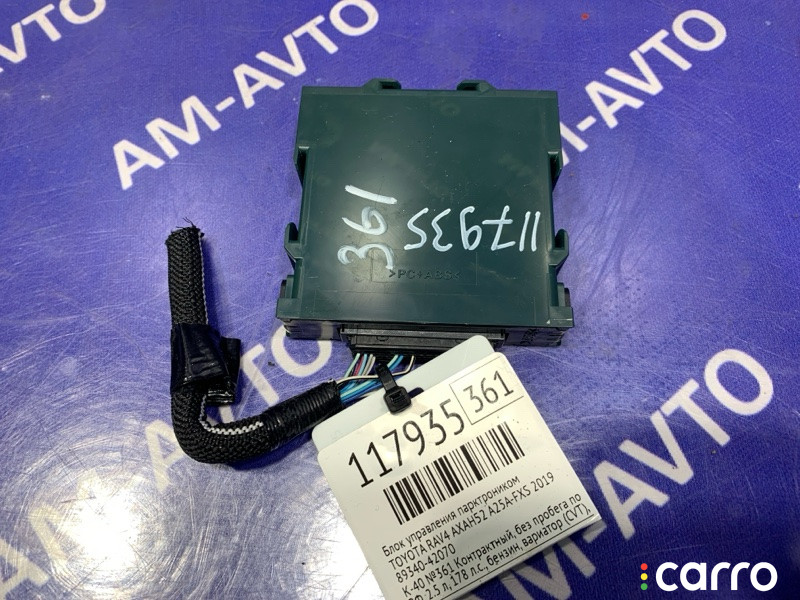 AM-AVTO
AM-AVTO
AM-AVTO
AM-AVTO
361
117935
>PC+ABS<
117935 361
Блок управления парктроником
TOYOTA RAV4 AXAH52 A25A-FXS 2019
89340-42070
К-40 №361 Контрактный, без пробега по
РФ. 2.5 л, 178 л.с., бензин, вариатор (CVT),
carro